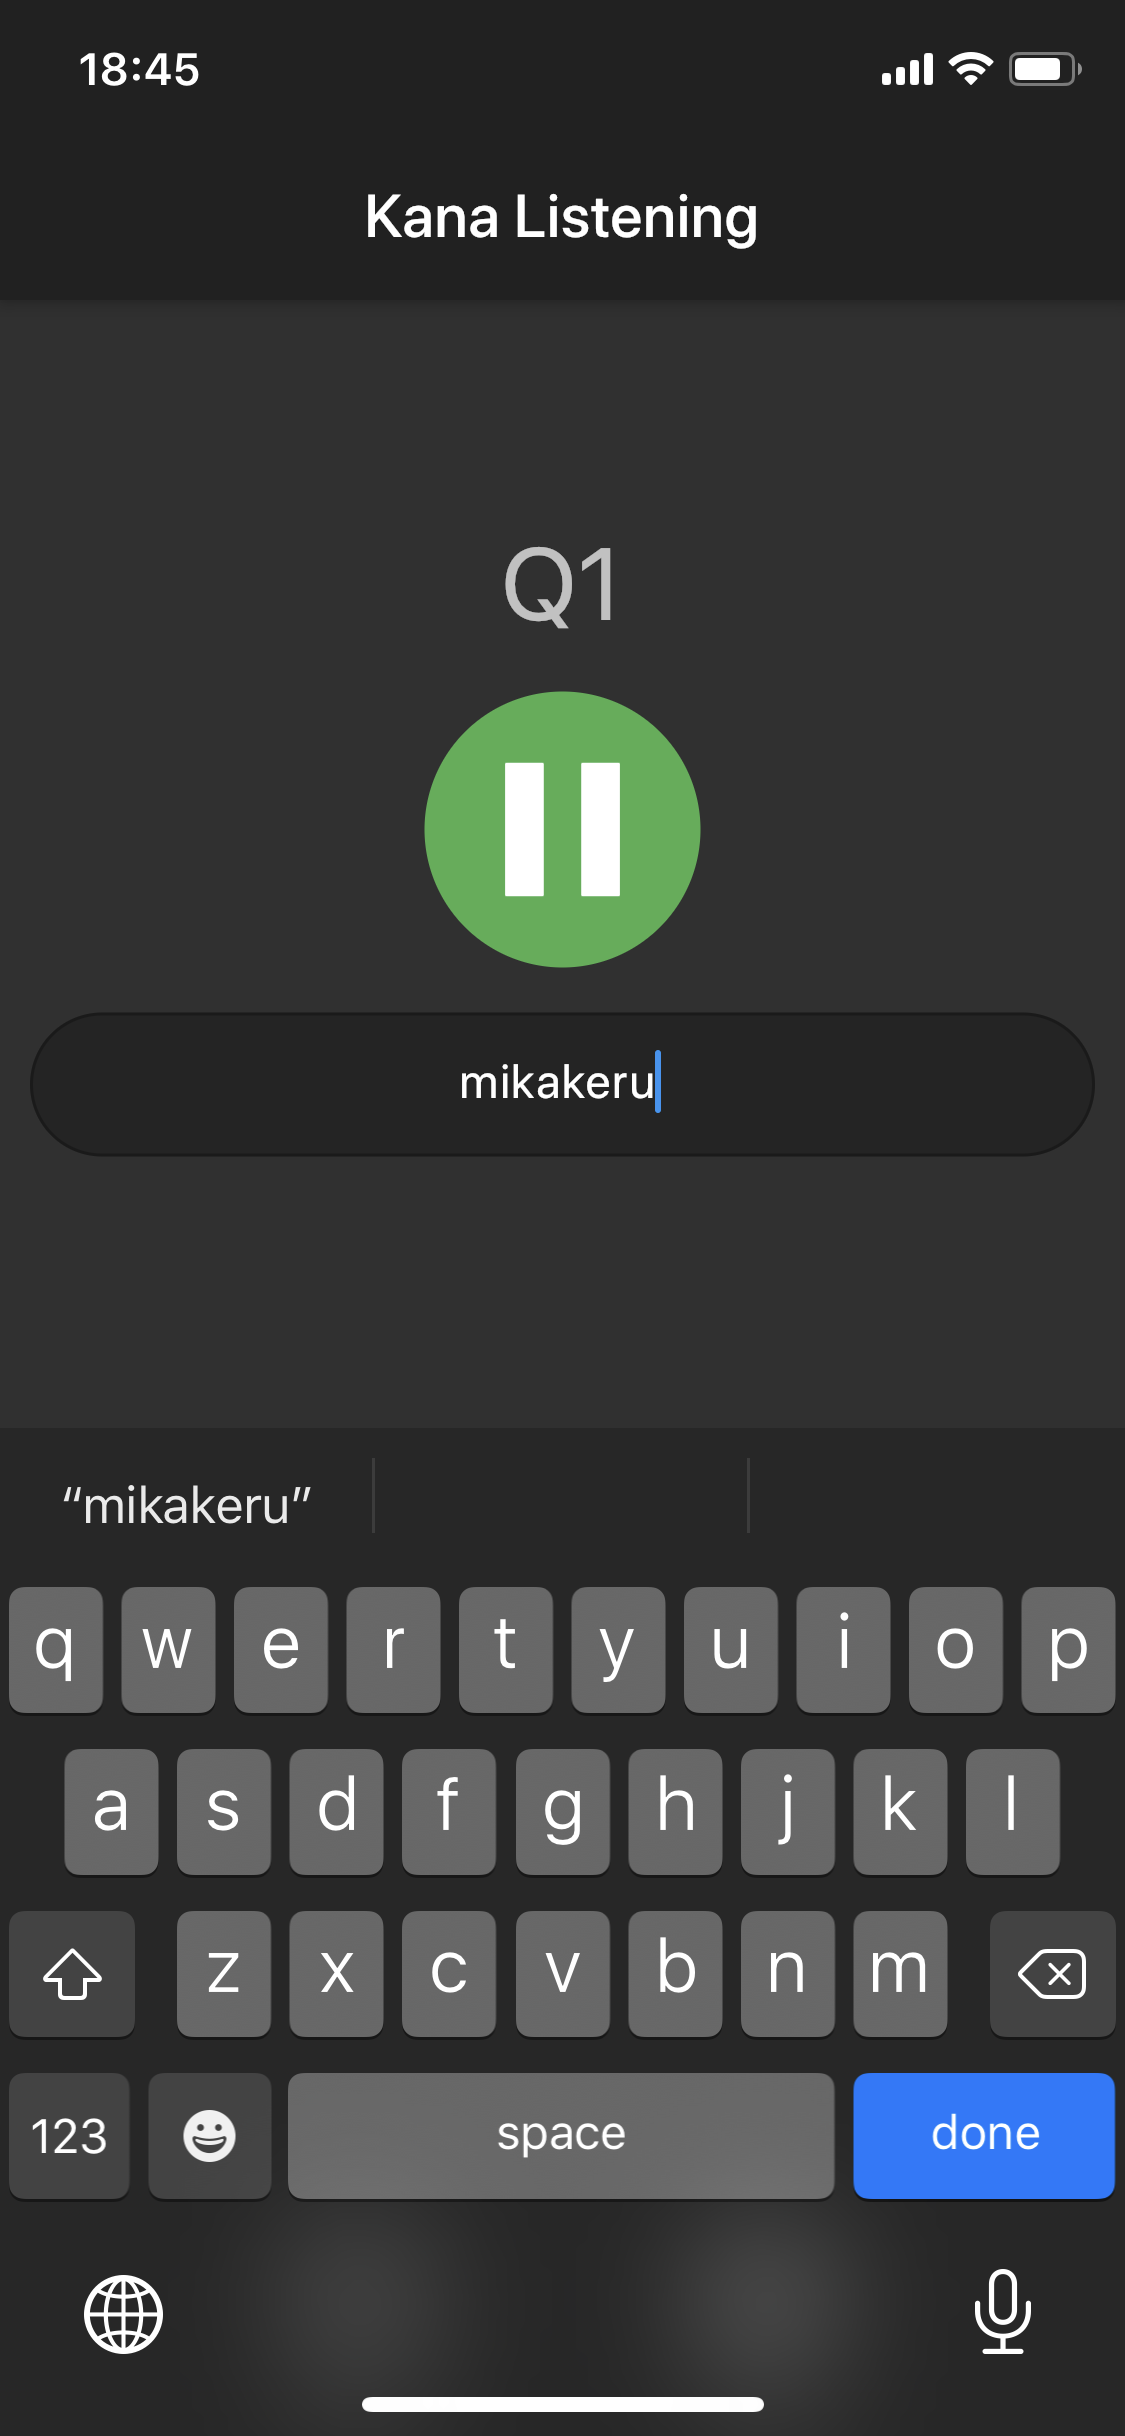 18:45
Kana Listening
Q1
mikakeru
“mikakeru”
q w e r t y u i o p
a s d f g h j k l
z x c v b n m
123 space done